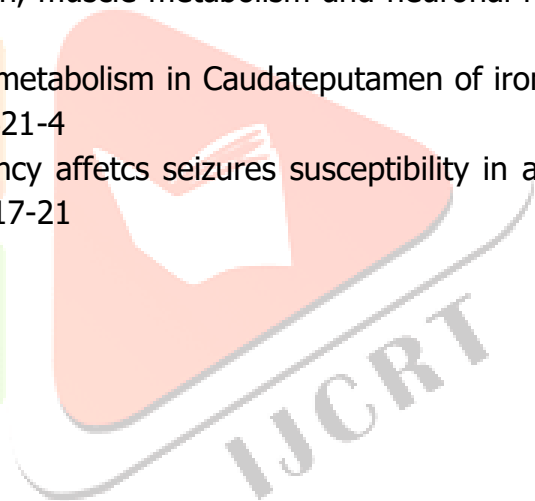 muscle metabolism and neuronal
metabolism in Caudateputamen of iron
21-4
ncy affetcs seizures susceptibility in a
17-21
IJCRT